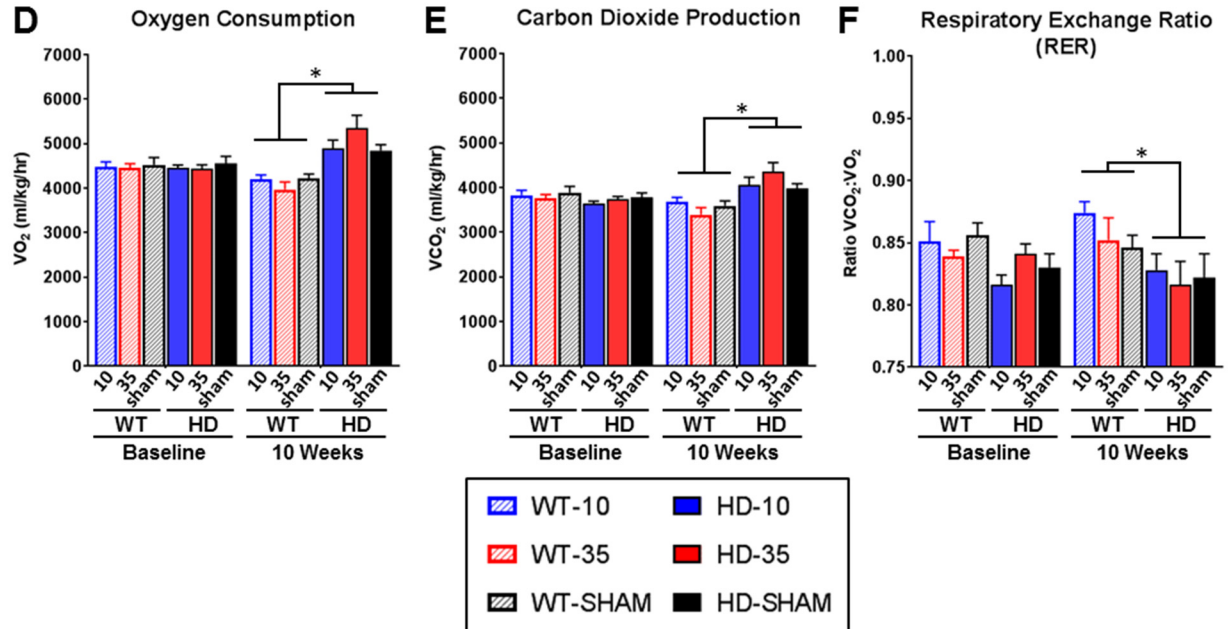 D Oxygen Consumption
VO2 (ml/kg/hr)
7000
6000
5000
4000
3000
2000
1000
0
*
10 35 sham 10 35 sham 10 35 sham 10 35 sham
WT HD WT HD
Baseline 10 Weeks
E Carbon Dioxide Production
VCO2 (ml/kg/hr)
7000
6000
5000
4000
3000
2000
1000
0
*
10 35 sham 10 35 sham 10 35 sham 10 35 sham
WT HD WT HD
Baseline 10 Weeks
F Respiratory Exchange Ratio
(RER)
Ratio VCO2:VO2
1.00
0.95
0.90
0.85
0.80
0.75
*
10 35 sham 10 35 sham 10 35 sham 10 35 sham
WT HD WT HD
Baseline 10 Weeks
WT-10 HD-10
WT-35 HD-35
WT-SHAM HD-SHAM